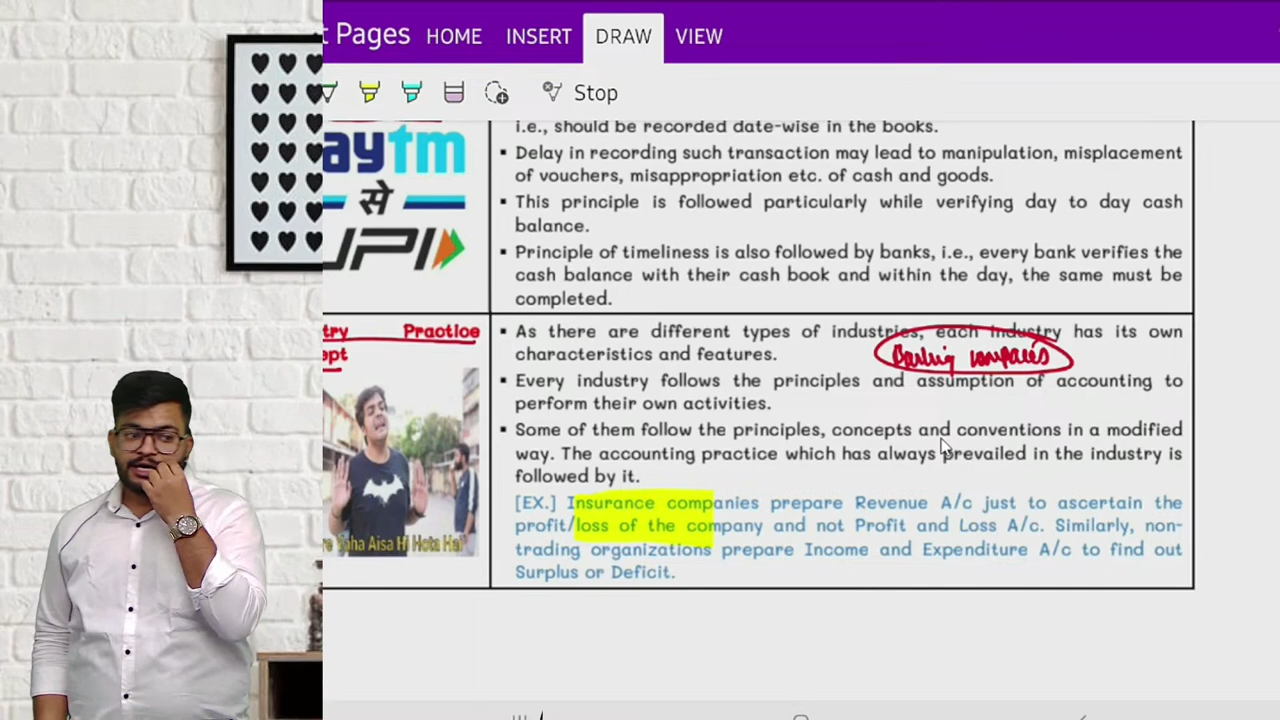 t Pages HOME INSERT DRAW VIEW
Stop
i.e., should be recorded date-wise in the books.
aytm
▪ Delay in recording such transaction may lead to manipulation, misplacement
of vouchers, misappropriation etc. of cash and goods.
से
▪ This principle is followed particularly while verifying day to day cash
balance.
JPI
▪ Principle of timeliness is also followed by banks, i.e., every bank verifies the
cash balance with their cash book and within the day, the same must be
completed.
try Practice
ept
▪ As there are different types of industries, each industry has its own
characteristics and features.
▪ Every industry follows the principles and assumption of accounting to
perform their own activities.
▪ Some of them follow the principles, concepts and conventions in a modified
way. The accounting practice which has always prevailed in the industry is
followed by it.
[EX.] Insurance companies prepare Revenue A/c just to ascertain the
profit/loss of the company and not Profit and Loss A/c. Similarly, non-
trading organizations prepare Income and Expenditure A/c to find out
Surplus or Deficit.
e Yaha Aisa Hi Hota Hai